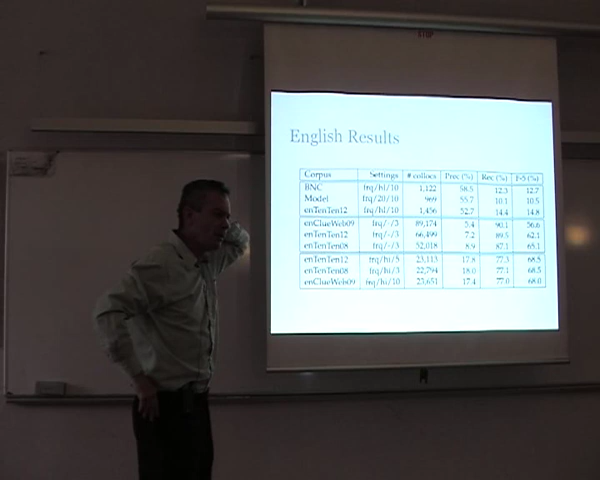 STOP
English Results
Corpus Settings # collocs Prec (%) Rec (%) F-5 (%)
BNC frq/hl/10 1,122 58.5 12.3 12.7
Model frq/20/10 969 55.7 10.1 10.5
enTenTen12 frq/hl/10 1,456 52.7 14.4 14.8
enClueWeb09 frq/-/3 89,174 5.4 90.1 56.6
enTenTen12 frq/-/3 66,499 7.2 89.5 62.1
enTenTen08 frq/-/3 52,018 8.9 87.1 65.1
enTenTen12 frq/hl/5 23,113 17.8 77.3 68.5
enTenTen08 frq/hl/3 22,794 18.0 77.1 68.5
enClueWeb09 frq/hl/10 23,651 17.4 77.0 68.0